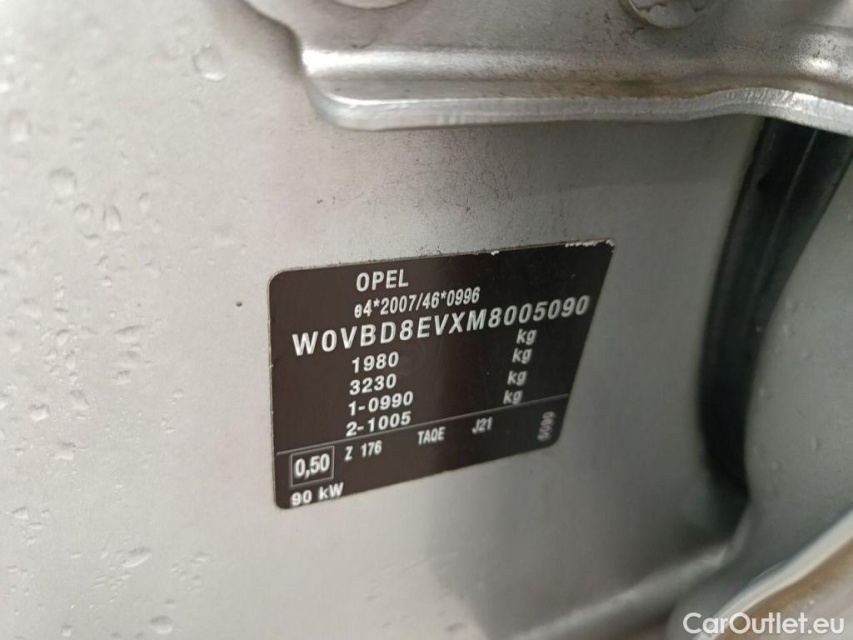 OPEL
e4*2007/46*0996
W0VBD8EVXM8005090
1980 kg
3230 kg
1-0990 kg
2-1005 kg
0,50 Z 176 TAQE J21 5090
90 kW
CarOutlet.eu